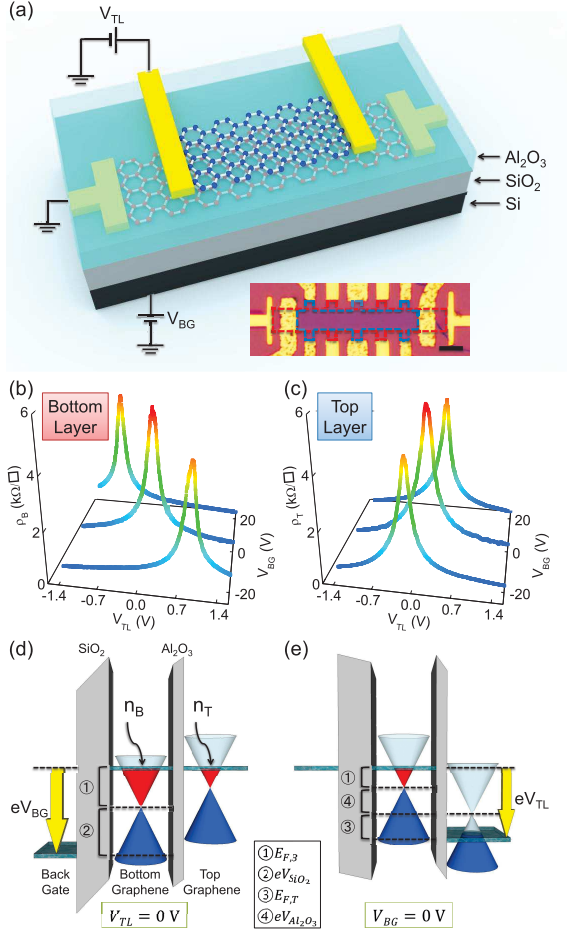 (a)
V_TL
Al₂O₃
SiO₂
Si
V_BG
(b)
Bottom
Layer
6
4
2
0
ρ_B (kΩ/□)
-1.4
-0.7
0.0
0.7
1.4
V_TL (V)
20
0
-20
V_BG (V)
(c)
Top
Layer
6
4
2
0
ρ_T (kΩ/□)
-1.4
-0.7
0.0
0.7
1.4
V_TL (V)
20
0
-20
V_BG (V)
(d)
SiO₂
Al₂O₃
n_B
n_T
①
②
eV_BG
Back
Gate
Bottom
Graphene
Top
Graphene
V_TL = 0 V
① E_F,3
② eV_SiO₂
③ E_F,T
④ eV_Al₂O₃
(e)
①
④
③
eV_TL
V_BG = 0 V